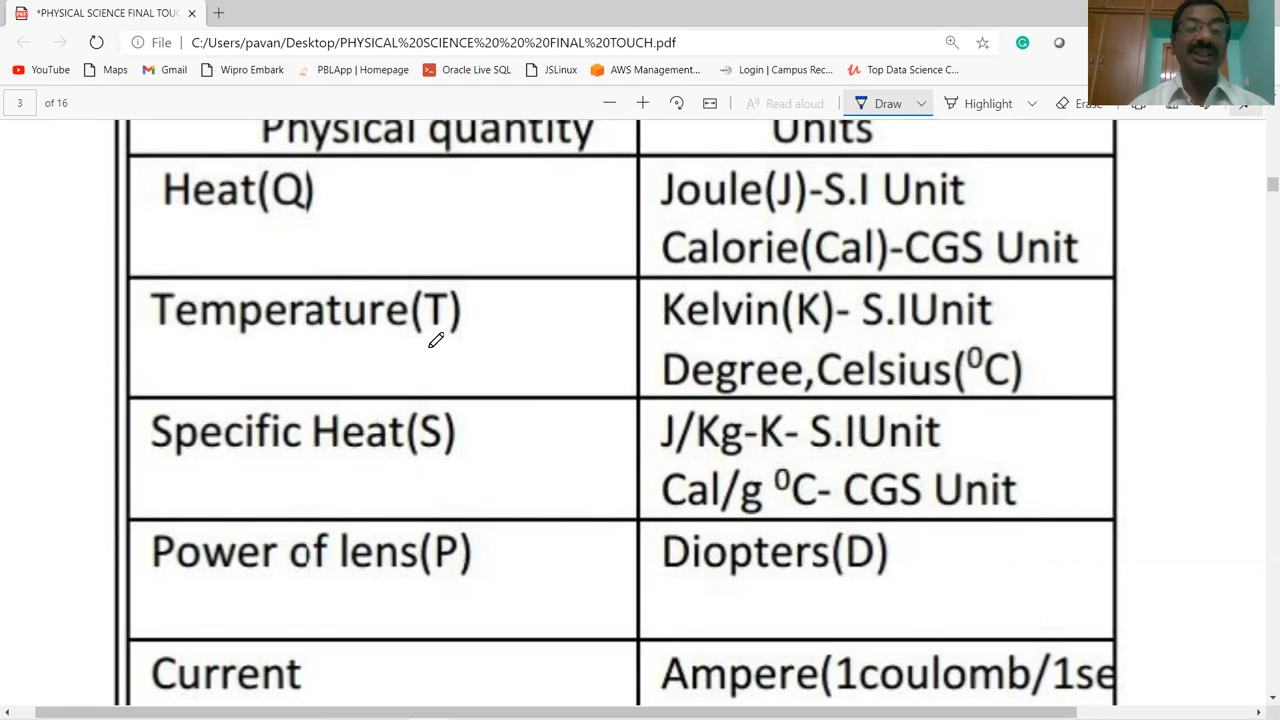 *PHYSICAL SCIENCE FINAL TOUC
File C:/Users/pavan/Desktop/PHYSICAL%20SCIENCE%20%20%20FINAL%20TOUCH.pdf
YouTube Maps Gmail Wipro Embark PBLApp | Homepage Oracle Live SQL JSLinux AWS Management... Login | Campus Rec... Top Data Science C...
3 of 16 Read aloud Draw Highlight Erase
Physical quantity Units
Heat(Q) Joule(J)-S.I Unit
Calorie(Cal)-CGS Unit
Temperature(T) Kelvin(K)- S.IUnit
Degree,Celsius(⁰C)
Specific Heat(S) J/Kg-K- S.IUnit
Cal/g ⁰C- CGS Unit
Power of lens(P) Diopters(D)
Current Ampere(1coulomb/1se